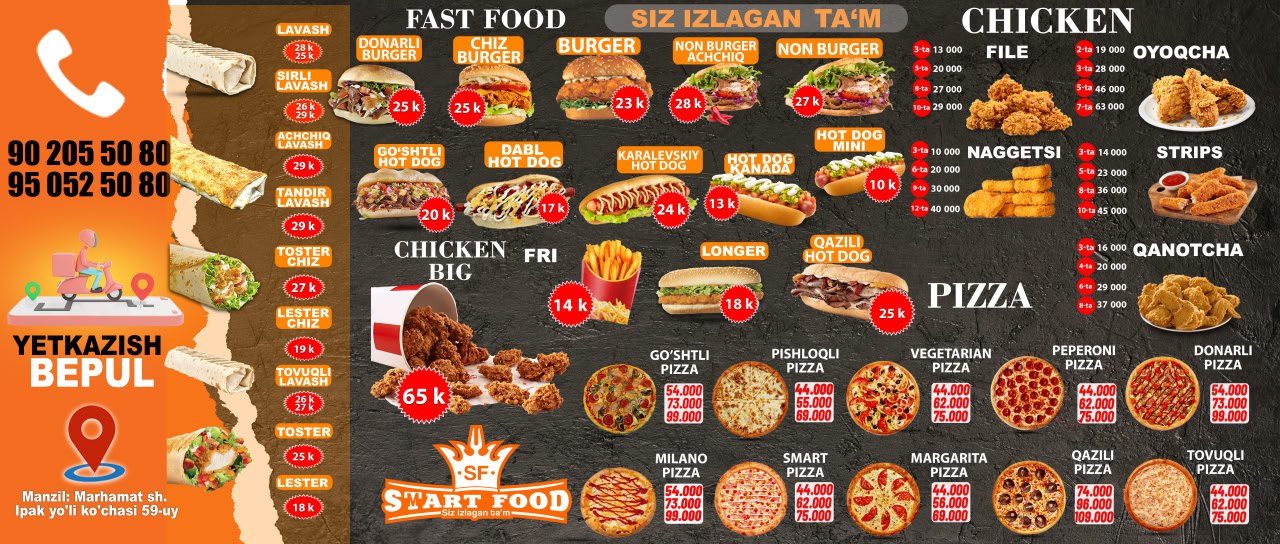 90 205 50 80
95 052 50 80
YETKAZISH
BEPUL
Manzil: Marhamat sh.
Ipak yo'li ko'chasi 59-uy
LAVASH
28 k
25 k
SIRLI
LAVASH
26 k
29 k
ACHCHIQ
LAVASH
29 k
TANDIR
LAVASH
29 k
TOSTER
CHIZ
27 k
LESTER
CHIZ
19 k
TOVUQLI
LAVASH
26 k
27 k
TOSTER
25 k
LESTER
18 k
FAST FOOD
SIZ IZLAGAN TA‘M
DONARLI
BURGER
25 k
CHIZ
BURGER
25 k
BURGER
23 k
NON BURGER
ACHCHIQ
28 k
NON BURGER
27 k
GO'SHTLI
HOT DOG
20 k
DABL
HOT DOG
17 k
KARALEVSKIY
HOT DOG
24 k
HOT DOG
KANADA
13 k
HOT DOG
MINI
10 k
CHICKEN
BIG
65 k
FRI
14 k
LONGER
18 k
QAZILI
HOT DOG
25 k
CHICKEN
FILE
3-ta 13 000
5-ta 20 000
8-ta 27 000
10-ta 29 000
OYOQCHA
2-ta 19 000
3-ta 28 000
5-ta 46 000
7-ta 63 000
NAGGETSI
3-ta 10 000
6-ta 20 000
9-ta 30 000
12-ta 40 000
STRIPS
3-ta 14 000
5-ta 23 000
8-ta 36 000
10-ta 45 000
QANOTCHA
3-ta 16 000
4-ta 20 000
6-ta 29 000
8-ta 37 000
PIZZA
GO'SHTLI
PIZZA
54.000
73.000
99.000
PISHLOQLI
PIZZA
44.000
55.000
69.000
VEGETARIAN
PIZZA
44.000
62.000
75.000
PEPERONI
PIZZA
44.000
62.000
75.000
DONARLI
PIZZA
54.000
73.000
99.000
MILANO
PIZZA
54.000
73.000
99.000
SMART
PIZZA
44.000
62.000
75.000
MARGARITA
PIZZA
44.000
56.000
69.000
QAZILI
PIZZA
74.000
96.000
109.000
TOVUQLI
PIZZA
44.000
62.000
75.000
SF
START FOOD
Siz izlagan ta'm